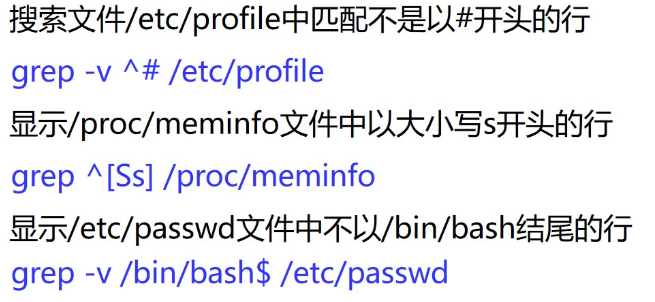 搜索文件/etc/profile中匹配不是以#开头的行
grep -v ^# /etc/profile
显示/proc/meminfo文件中以大小写s开头的行
grep ^[Ss] /proc/meminfo
显示/etc/passwd文件中不以/bin/bash结尾的行
grep -v /bin/bash$ /etc/passwd